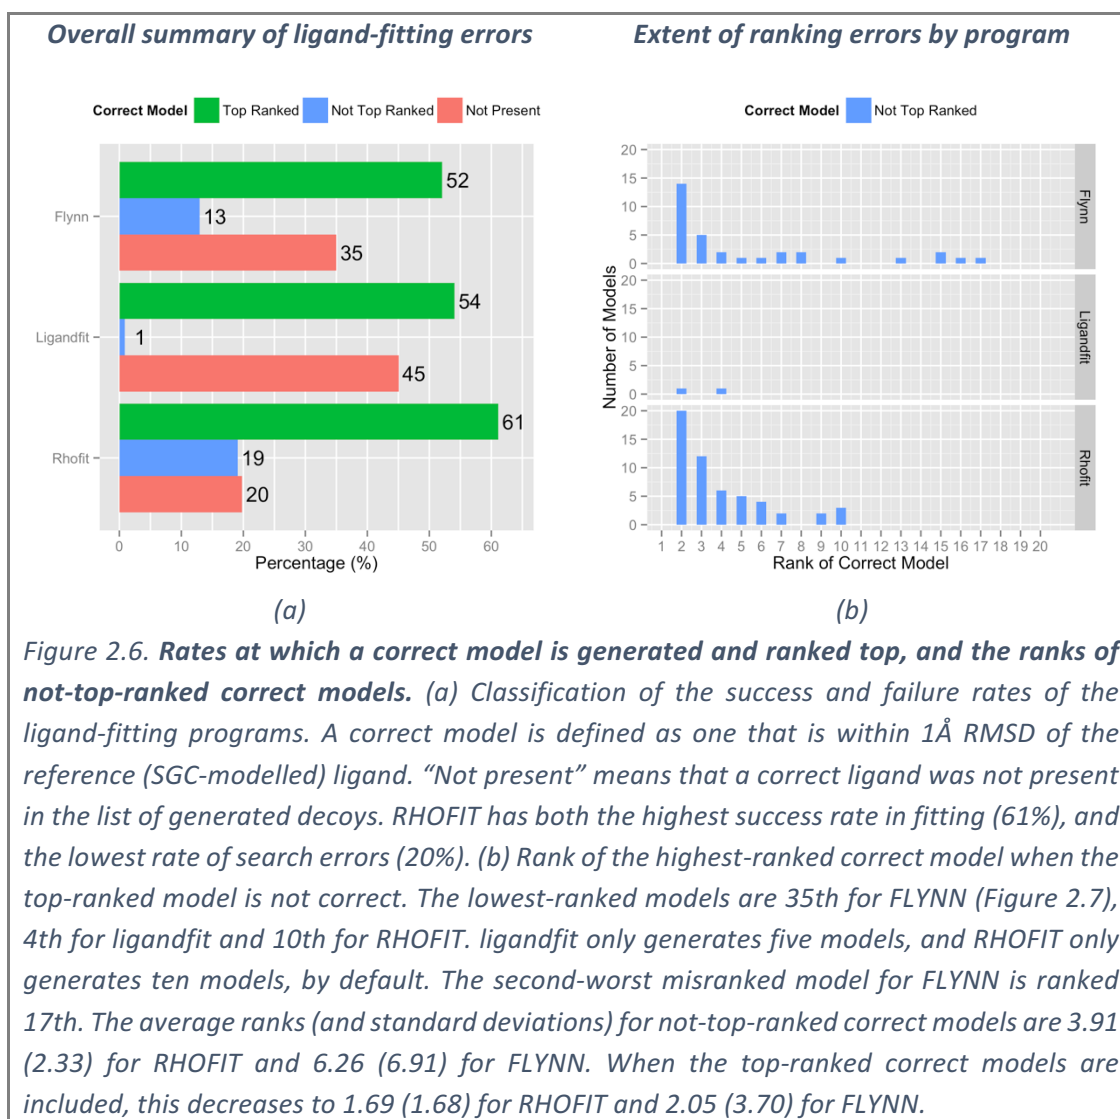 Overall summary of ligand-fitting errors
Extent of ranking errors by program
Correct Model Top Ranked Not Top Ranked Not Present
Flynn
Ligandfit
Rhofit
52
13
35
54
1
45
61
19
20
0 10 20 30 40 50 60
Percentage (%)
(a)
Correct Model Not Top Ranked
Number of Models
20
15
10
5
0
Flynn
20
15
10
5
0
Ligandfit
20
15
10
5
0
Rhofit
1 2 3 4 5 6 7 8 9 10 11 12 13 14 15 16 17 18 19 20
Rank of Correct Model
(b)
Figure 2.6. Rates at which a correct model is generated and ranked top, and the ranks of
not-top-ranked correct models. (a) Classification of the success and failure rates of the
ligand-fitting programs. A correct model is defined as one that is within 1Å RMSD of the
reference (SGC-modelled) ligand. “Not present” means that a correct ligand was not present
in the list of generated decoys. RHOFIT has both the highest success rate in fitting (61%), and
the lowest rate of search errors (20%). (b) Rank of the highest-ranked correct model when the
top-ranked model is not correct. The lowest-ranked models are 35th for FLYNN (Figure 2.7),
4th for ligandfit and 10th for RHOFIT. ligandfit only generates five models, and RHOFIT only
generates ten models, by default. The second-worst misranked model for FLYNN is ranked
17th. The average ranks (and standard deviations) for not-top-ranked correct models are 3.91
(2.33) for RHOFIT and 6.26 (6.91) for FLYNN. When the top-ranked correct models are
included, this decreases to 1.69 (1.68) for RHOFIT and 2.05 (3.70) for FLYNN.